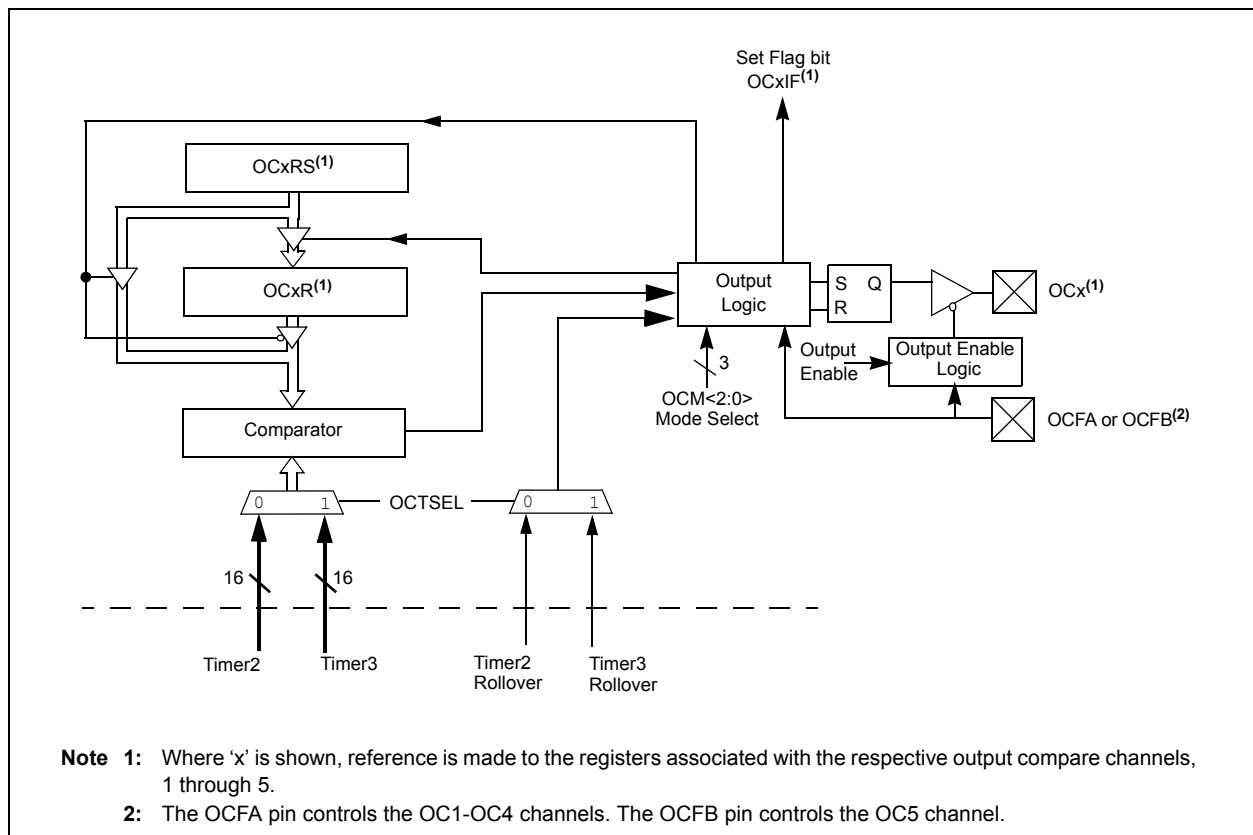 Set Flag bit
OCxIF(1)
OCxRS(1)
OCxR(1)
Output
Logic
S Q
R
OCx(1)
Output
Enable
Output Enable
Logic
3
OCM<2:0>
Mode Select
OCFA or OCFB(2)
Comparator
0 1
OCTSEL
0 1
16 16
Timer2
Timer3
Timer2
Rollover
Timer3
Rollover
Note 1: Where ‘x’ is shown, reference is made to the registers associated with the respective output compare channels,
1 through 5.
2: The OCFA pin controls the OC1-OC4 channels. The OCFB pin controls the OC5 channel.